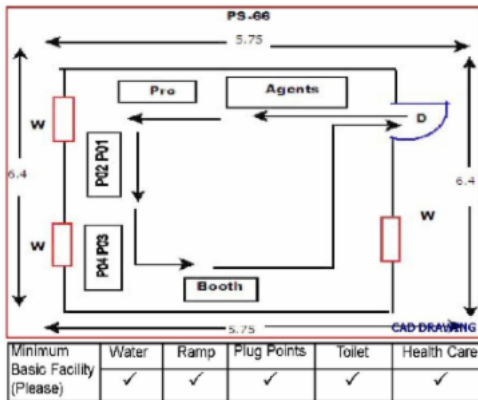 PS-66
5.75
Pro
Agents
D
W
P02 P01
6.4
6.4
W
W
P04 P03
Booth
5.75
CAD DRAWING
Minimum Basic Facility (Please)
Water
Ramp
Plug Points
Toilet
Health Care
✓ ✓ ✓ ✓ ✓